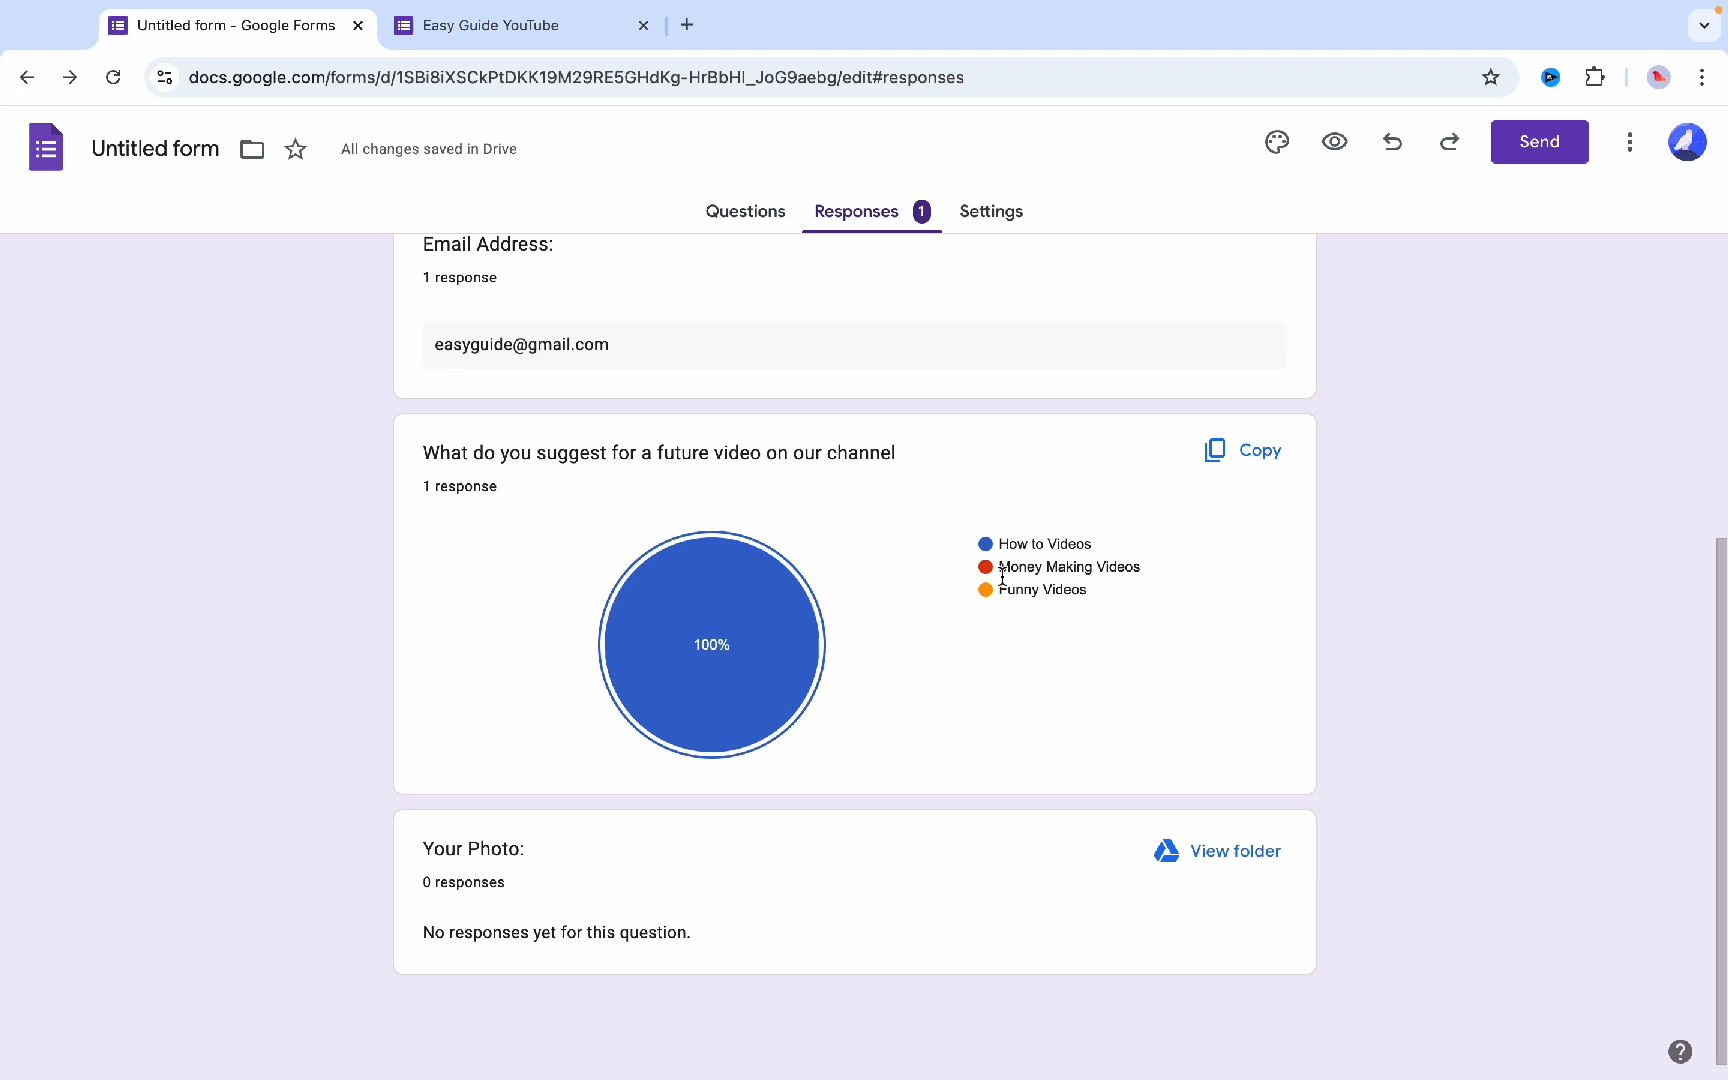 Untitled form - Google Forms
Easy Guide YouTube
docs.google.com/forms/d/1SBi8iXSCkPtDKK19M29RE5GHdKg-HrBbHI_JoG9aebg/edit#responses
Untitled form
All changes saved in Drive
Send
Questions
Responses 1
Settings
Email Address:
1 response
easyguide@gmail.com
What do you suggest for a future video on our channel
Copy
1 response
100%
How to Videos
Money Making Videos
Funny Videos
Your Photo:
View folder
0 responses
No responses yet for this question.